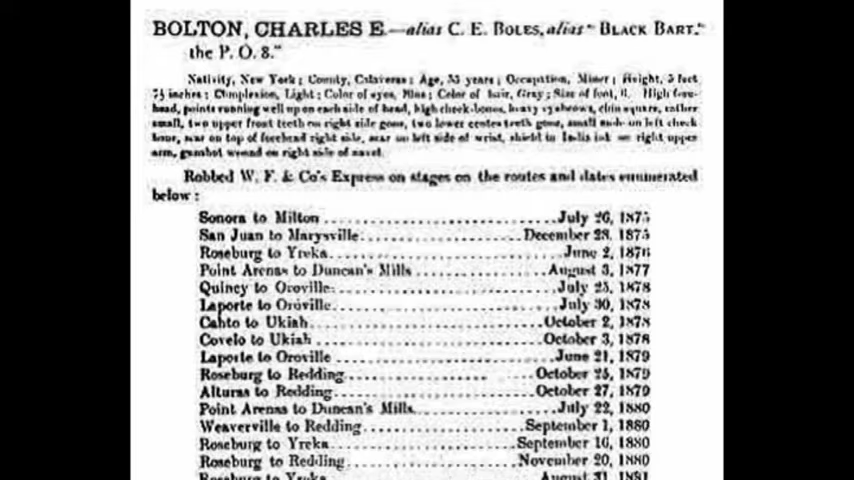 BOLTON, CHARLES E.—alias C. E. BOLES, alias "BLACK BART,"
the P. O. 8."
Nativity, New York; County, Calaveras; Age, 55 years; Occupation, Miner; Height, 5 feet
7½ inches; Complexion, Light; Color of eyes, Blue; Color of hair, Gray; Size of foot, 6. High fore-
head, points running well up on each side of head, high cheek-bones, heavy eyebrows, chin square, rather
small, two upper front teeth on right side gone, two lower center teeth gone, small mole on left cheek
bone, scar on top of forehead right side, scar on left side of wrist, shield in India ink on right upper
arm, gunshot wound on right side of navel.
Robbed W. F. & Co's Express on stages on the routes and dates enumerated
below:
Sonora to Milton July 26, 1875
San Juan to Marysville December 28, 1875
Roseburg to Yreka June 2, 1876
Point Arenas to Duncan's Mills August 3, 1877
Quincy to Oroville July 25, 1878
Laporte to Oroville July 30, 1878
Cahto to Ukiah October 2, 1878
Covelo to Ukiah October 3, 1878
Laporte to Oroville June 21, 1879
Roseburg to Redding October 25, 1879
Alturas to Redding October 27, 1879
Point Arenas to Duncan's Mills July 22, 1880
Weaverville to Redding September 1, 1880
Roseburg to Yreka September 16, 1880
Roseburg to Redding November 20, 1880
Roseburg to Yreka August 31, 1881